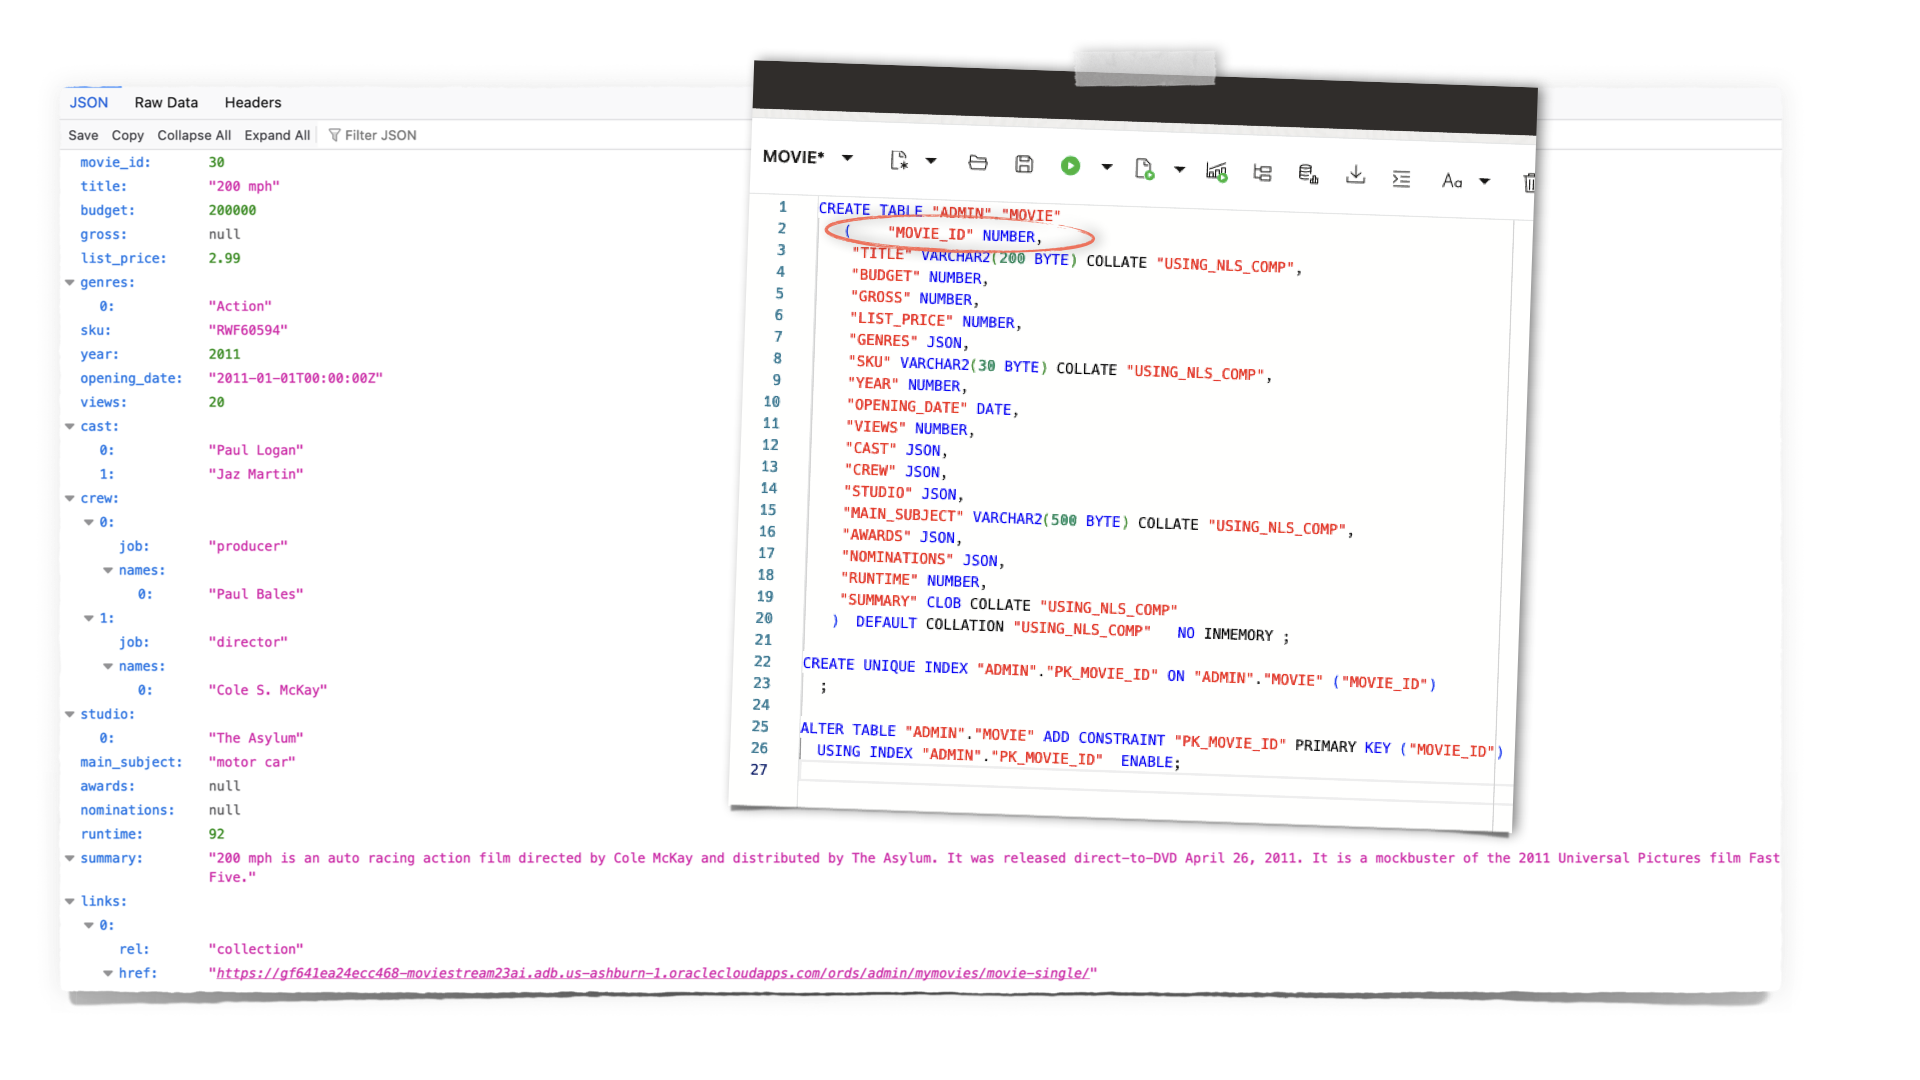 JSON Raw Data Headers
Save Copy Collapse All Expand All Filter JSON
movie_id: 30
title: "200 mph"
budget: 200000
gross: null
list_price: 2.99
genres:
0: "Action"
sku: "RWF60594"
year: 2011
opening_date: "2011-01-01T00:00:00Z"
views: 20
cast:
0: "Paul Logan"
1: "Jaz Martin"
crew:
0:
job: "producer"
names:
0: "Paul Bales"
1:
job: "director"
names:
0: "Cole S. McKay"
studio:
0: "The Asylum"
main_subject: "motor car"
awards: null
nominations: null
runtime: 92
summary: "200 mph is an auto racing action film directed by Cole McKay and distributed by The Asylum. It was released direct-to-DVD April 26, 2011. It is a mockbuster of the 2011 Universal Pictures film Fast
Five."
links:
0:
rel: "collection"
href: "https://gf641ea24ecc468-moviestream23ai.adb.us-ashburn-1.oraclecloudapps.com/ords/admin/mymovies/movie-single/"
MOVIE* Aa
1 CREATE TABLE "ADMIN"."MOVIE"
2 ( "MOVIE_ID" NUMBER,
3 "TITLE" VARCHAR2(200 BYTE) COLLATE "USING_NLS_COMP",
4 "BUDGET" NUMBER,
5 "GROSS" NUMBER,
6 "LIST_PRICE" NUMBER,
7 "GENRES" JSON,
8 "SKU" VARCHAR2(30 BYTE) COLLATE "USING_NLS_COMP",
9 "YEAR" NUMBER,
10 "OPENING_DATE" DATE,
11 "VIEWS" NUMBER,
12 "CAST" JSON,
13 "CREW" JSON,
14 "STUDIO" JSON,
15 "MAIN_SUBJECT" VARCHAR2(500 BYTE) COLLATE "USING_NLS_COMP",
16 "AWARDS" JSON,
17 "NOMINATIONS" JSON,
18 "RUNTIME" NUMBER,
19 "SUMMARY" CLOB COLLATE "USING_NLS_COMP"
20 ) DEFAULT COLLATION "USING_NLS_COMP" NO INMEMORY ;
21
22 CREATE UNIQUE INDEX "ADMIN"."PK_MOVIE_ID" ON "ADMIN"."MOVIE" ("MOVIE_ID")
23 ;
24
25 ALTER TABLE "ADMIN"."MOVIE" ADD CONSTRAINT "PK_MOVIE_ID" PRIMARY KEY ("MOVIE_ID")
26 USING INDEX "ADMIN"."PK_MOVIE_ID" ENABLE;
27